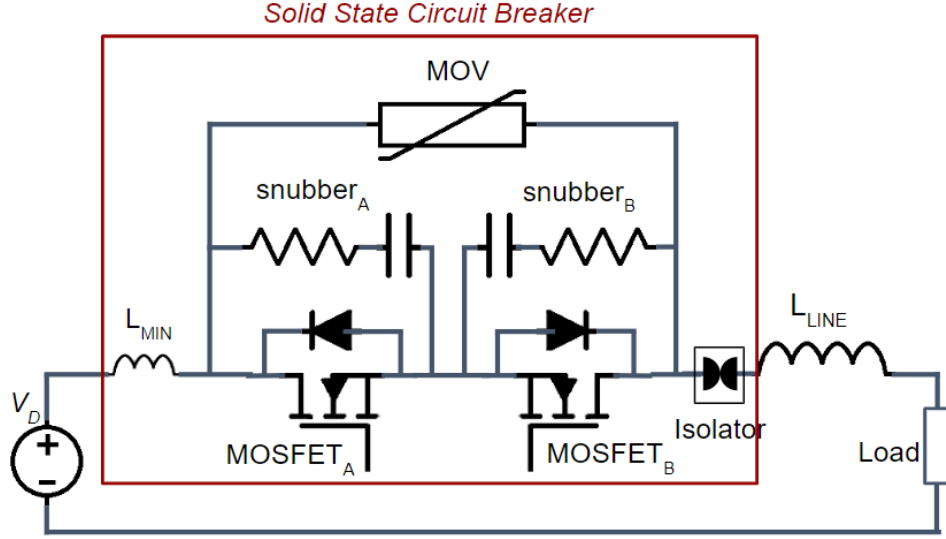 Solid State Circuit Breaker
MOV
snubberA
snubberB
LMIN
LLINE
VD
+
−
MOSFETA
MOSFETB
Isolator
Load